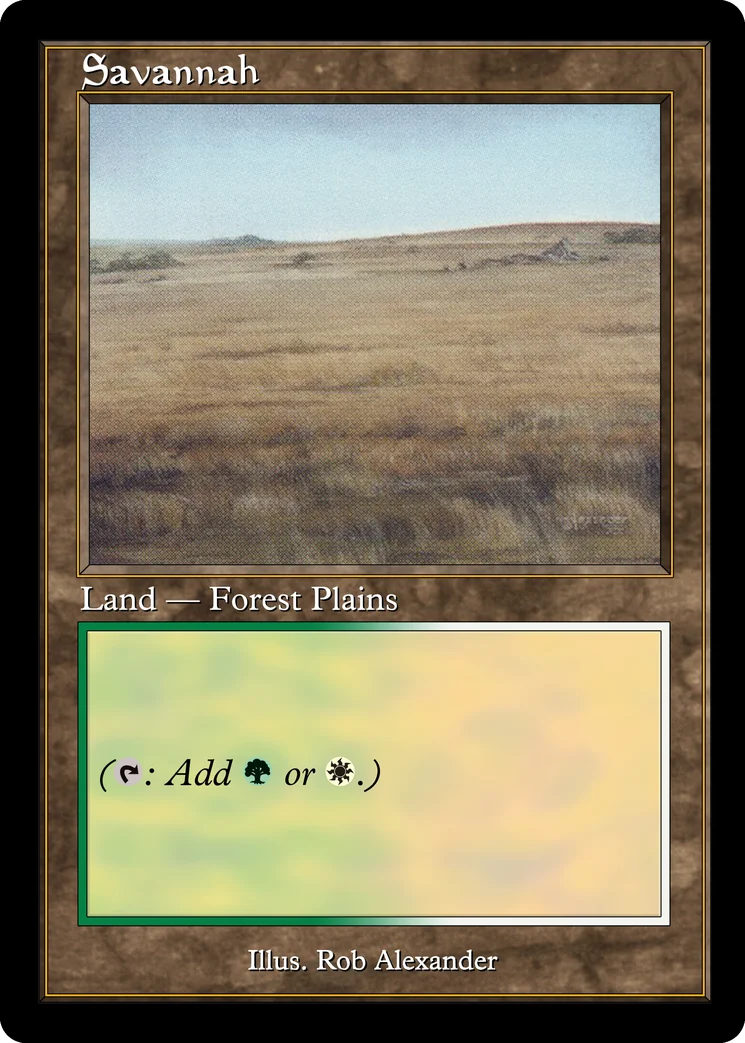 Savannah
Land — Forest Plains
(: Add or .)
Illus. Rob Alexander